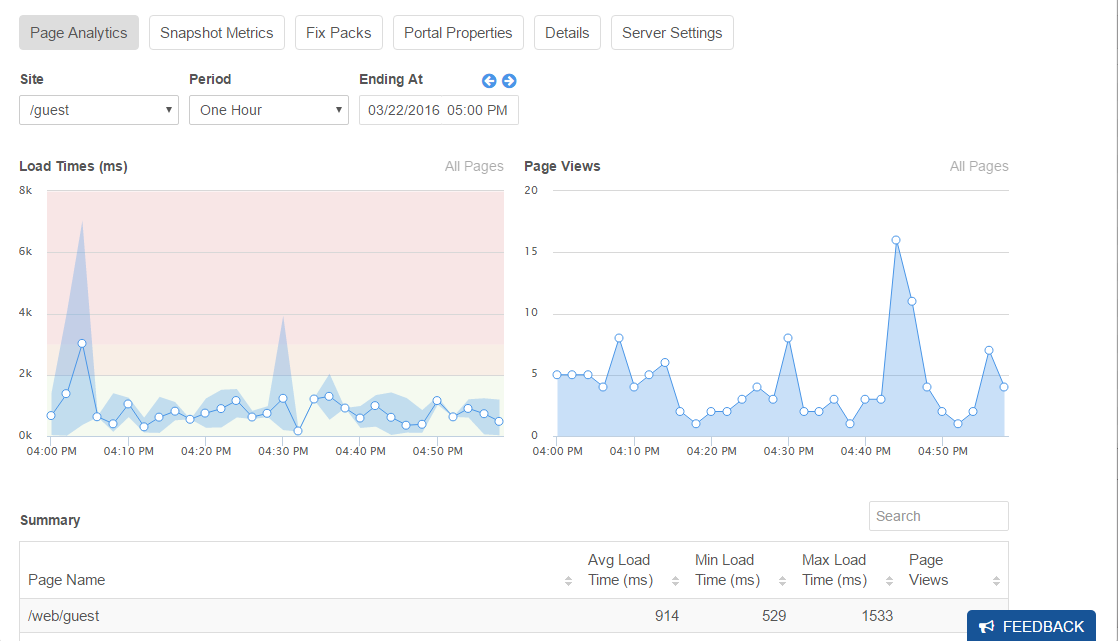 Page Analytics Snapshot Metrics Fix Packs Portal Properties Details Server Settings
Site Period Ending At
/guest One Hour 03/22/2016 05:00 PM
Load Times (ms) All Pages Page Views All Pages
8k 20
6k 15
4k 10
2k 5
0k 0
04:00 PM 04:10 PM 04:20 PM 04:30 PM 04:40 PM 04:50 PM 04:00 PM 04:10 PM 04:20 PM 04:30 PM 04:40 PM 04:50 PM
Summary Search
Avg Load Min Load Max Load Page
Page Name Time (ms) Time (ms) Time (ms) Views
/web/guest 914 529 1533
FEEDBACK